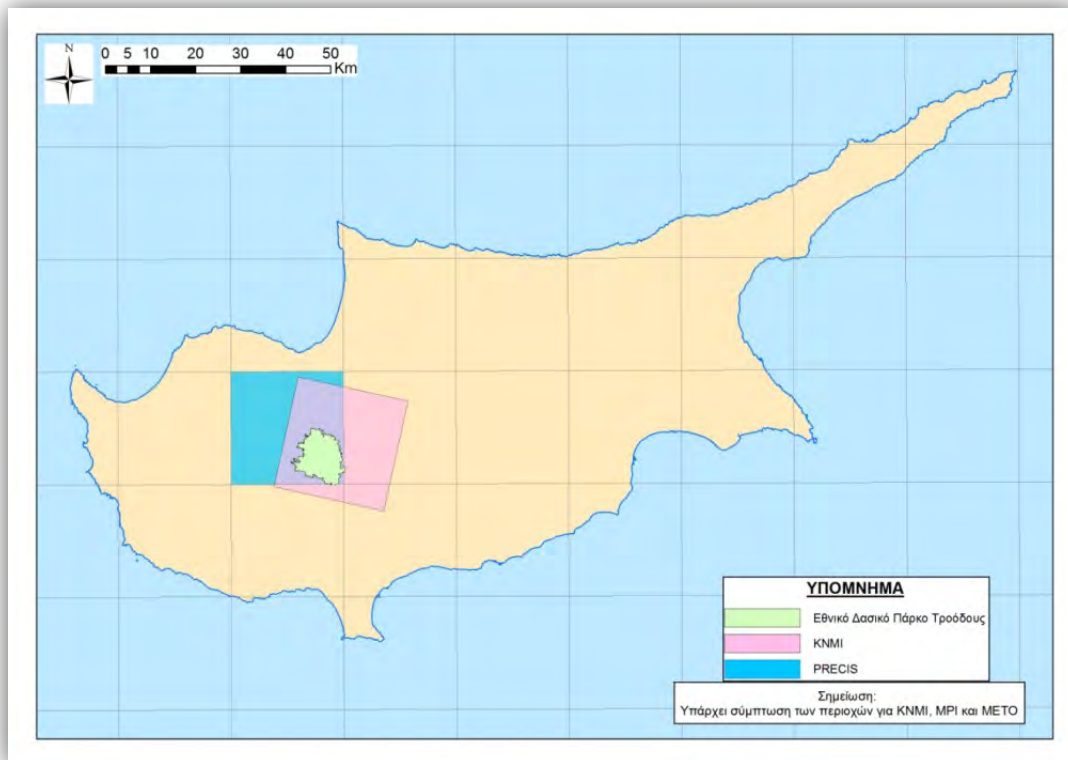 N
0 5 10 20 30 40 50
Km
ΥΠΟΜΝΗΜΑ
Εθνικό Δασικό Πάρκο Τροόδους
KNMI
PRECIS
Σημείωση:
Υπάρχει σύμπτωση των περιοχών για KNMI, MPI και METO